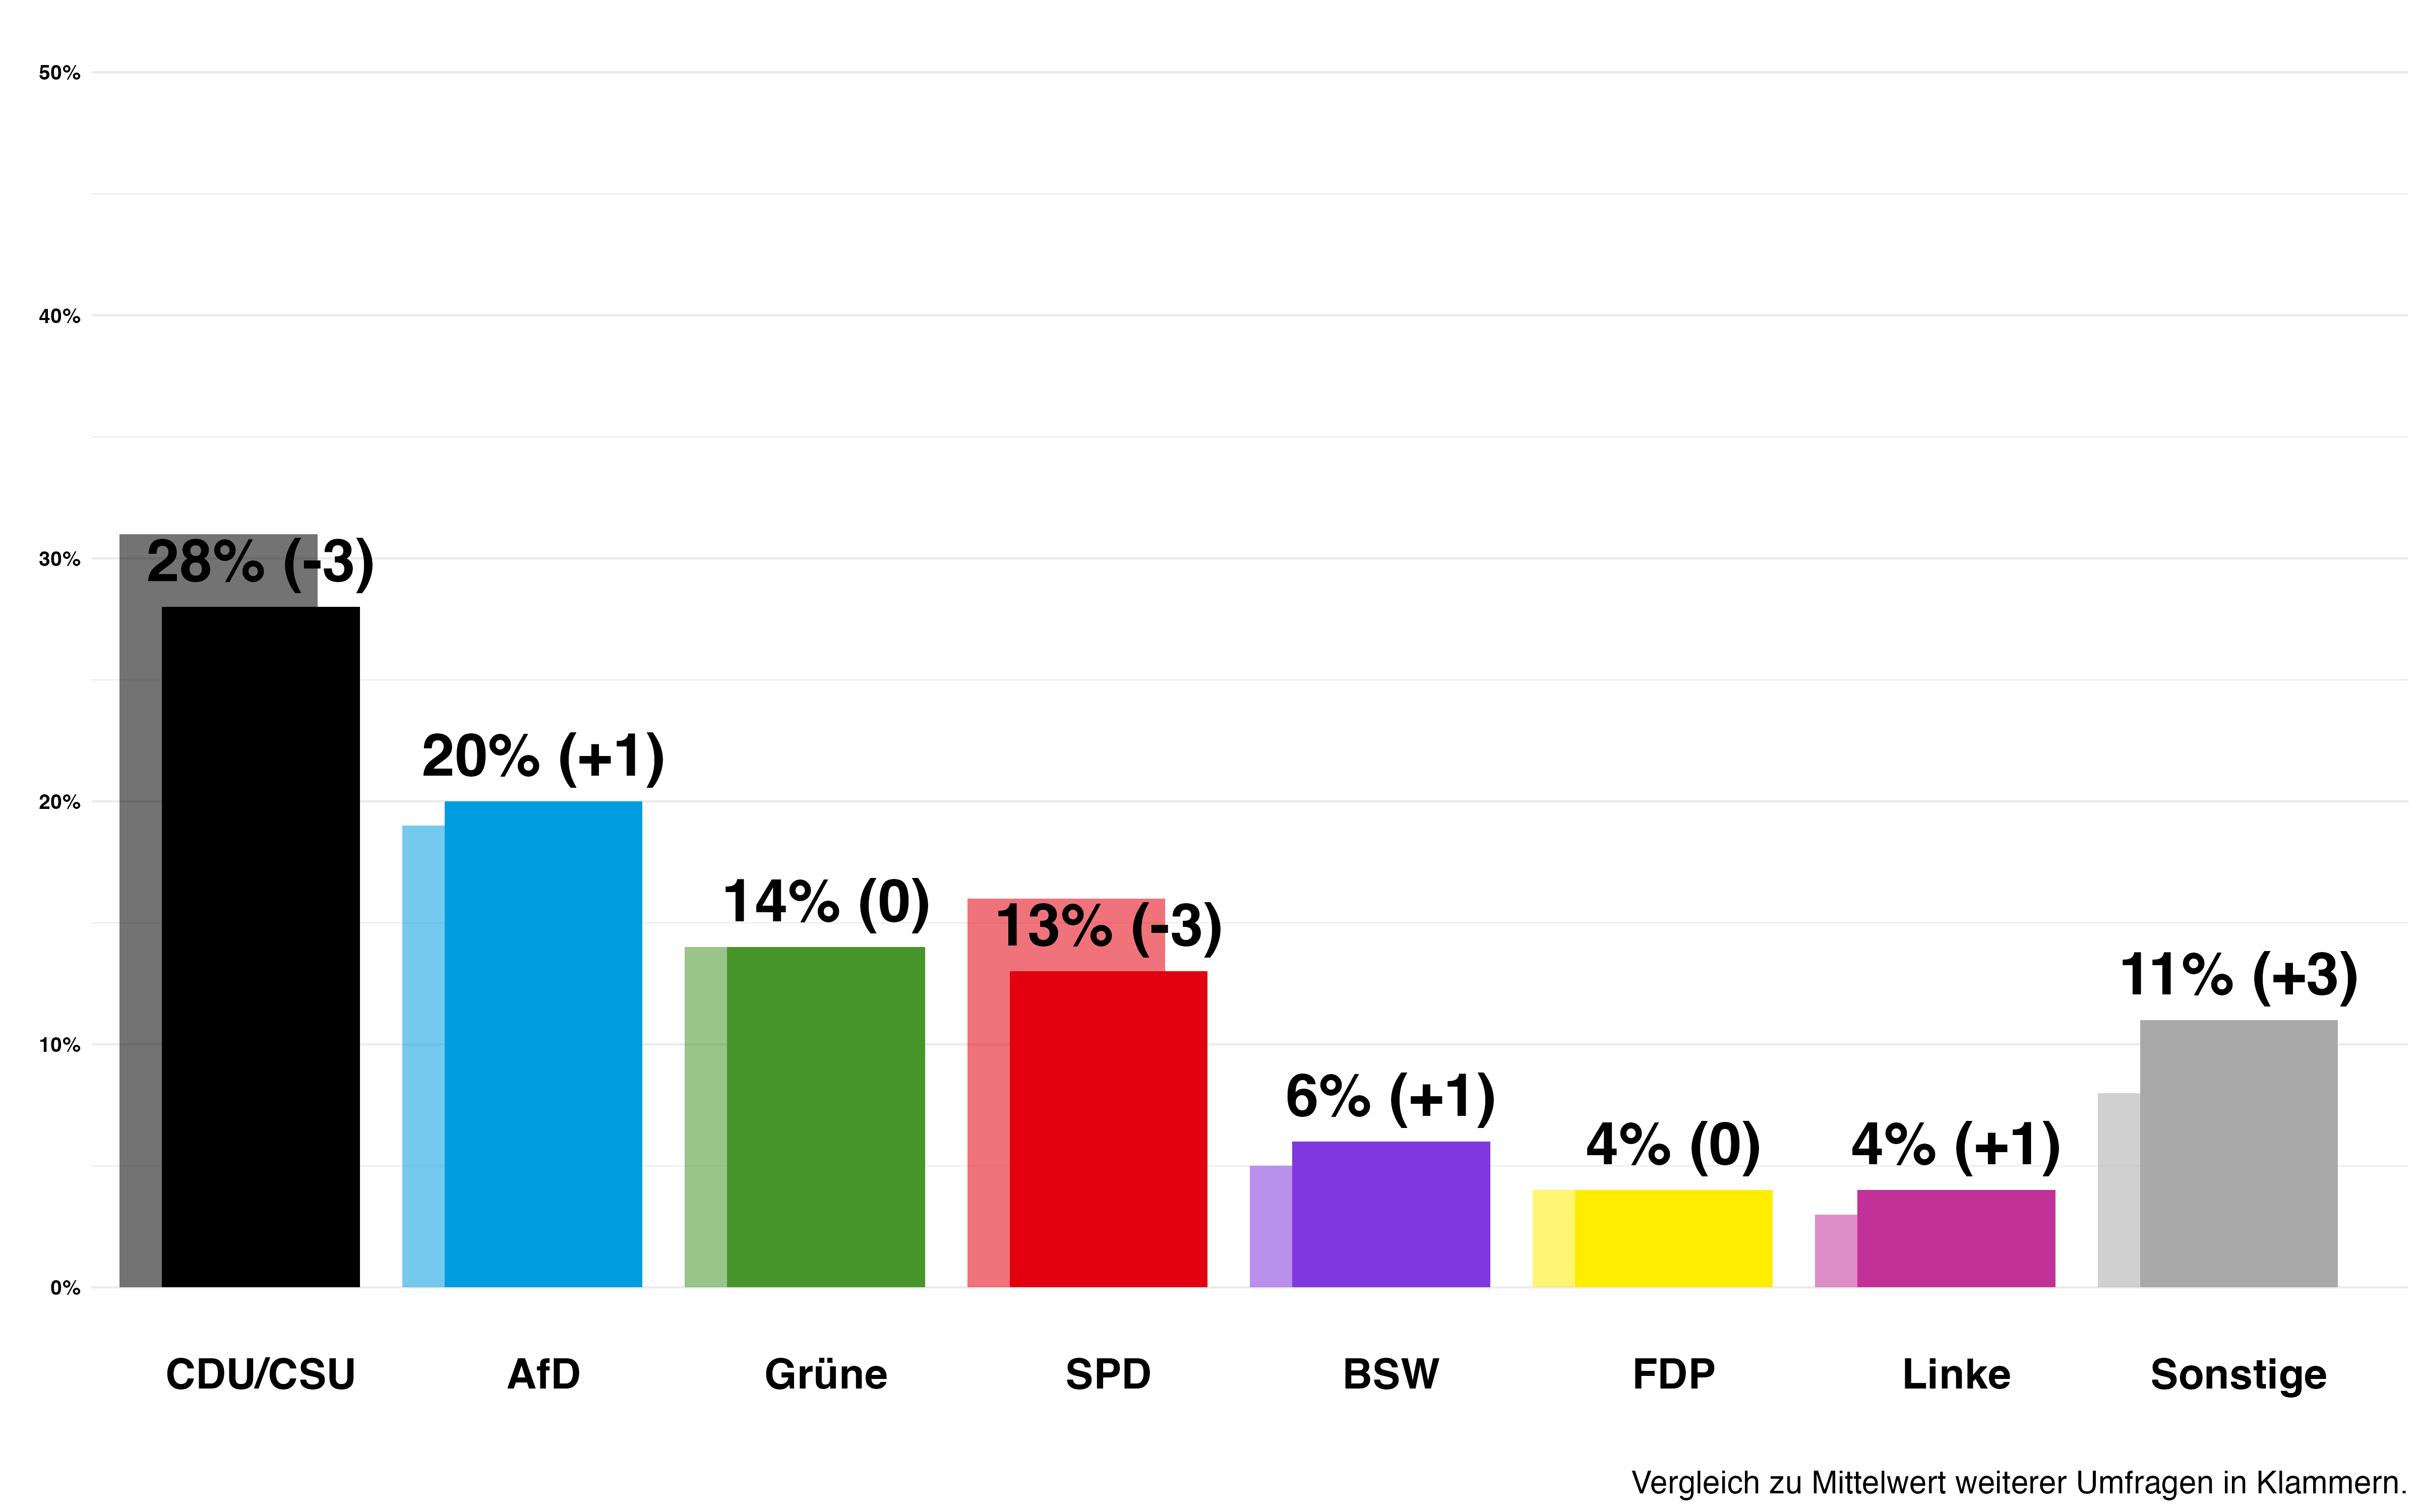 50%
40%
30%
20%
10%
0%
28% (-3)
20% (+1)
14% (0)
13% (-3)
6% (+1)
4% (0)
4% (+1)
11% (+3)
CDU/CSU
AfD
Grüne
SPD
BSW
FDP
Linke
Sonstige
Vergleich zu Mittelwert weiterer Umfragen in Klammern.